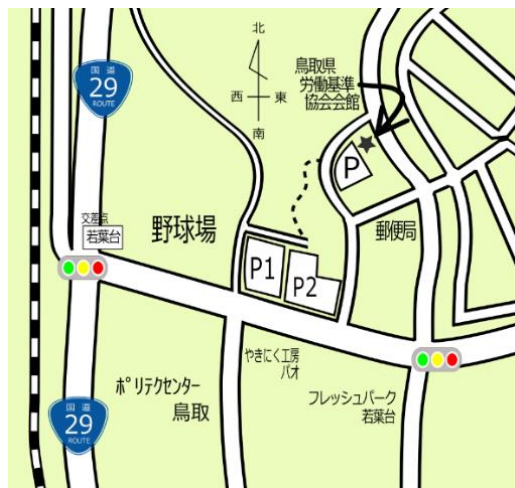 国道
29
ROUTE
北
西 東
南
鳥取県
労働基準
協会会館
P
交差点
若葉台
野球場
郵便局
P1
P2
やきにく工房
パオ
ポリテクセンター
鳥取
フレッシュパーク
若葉台
国道
29
ROUTE